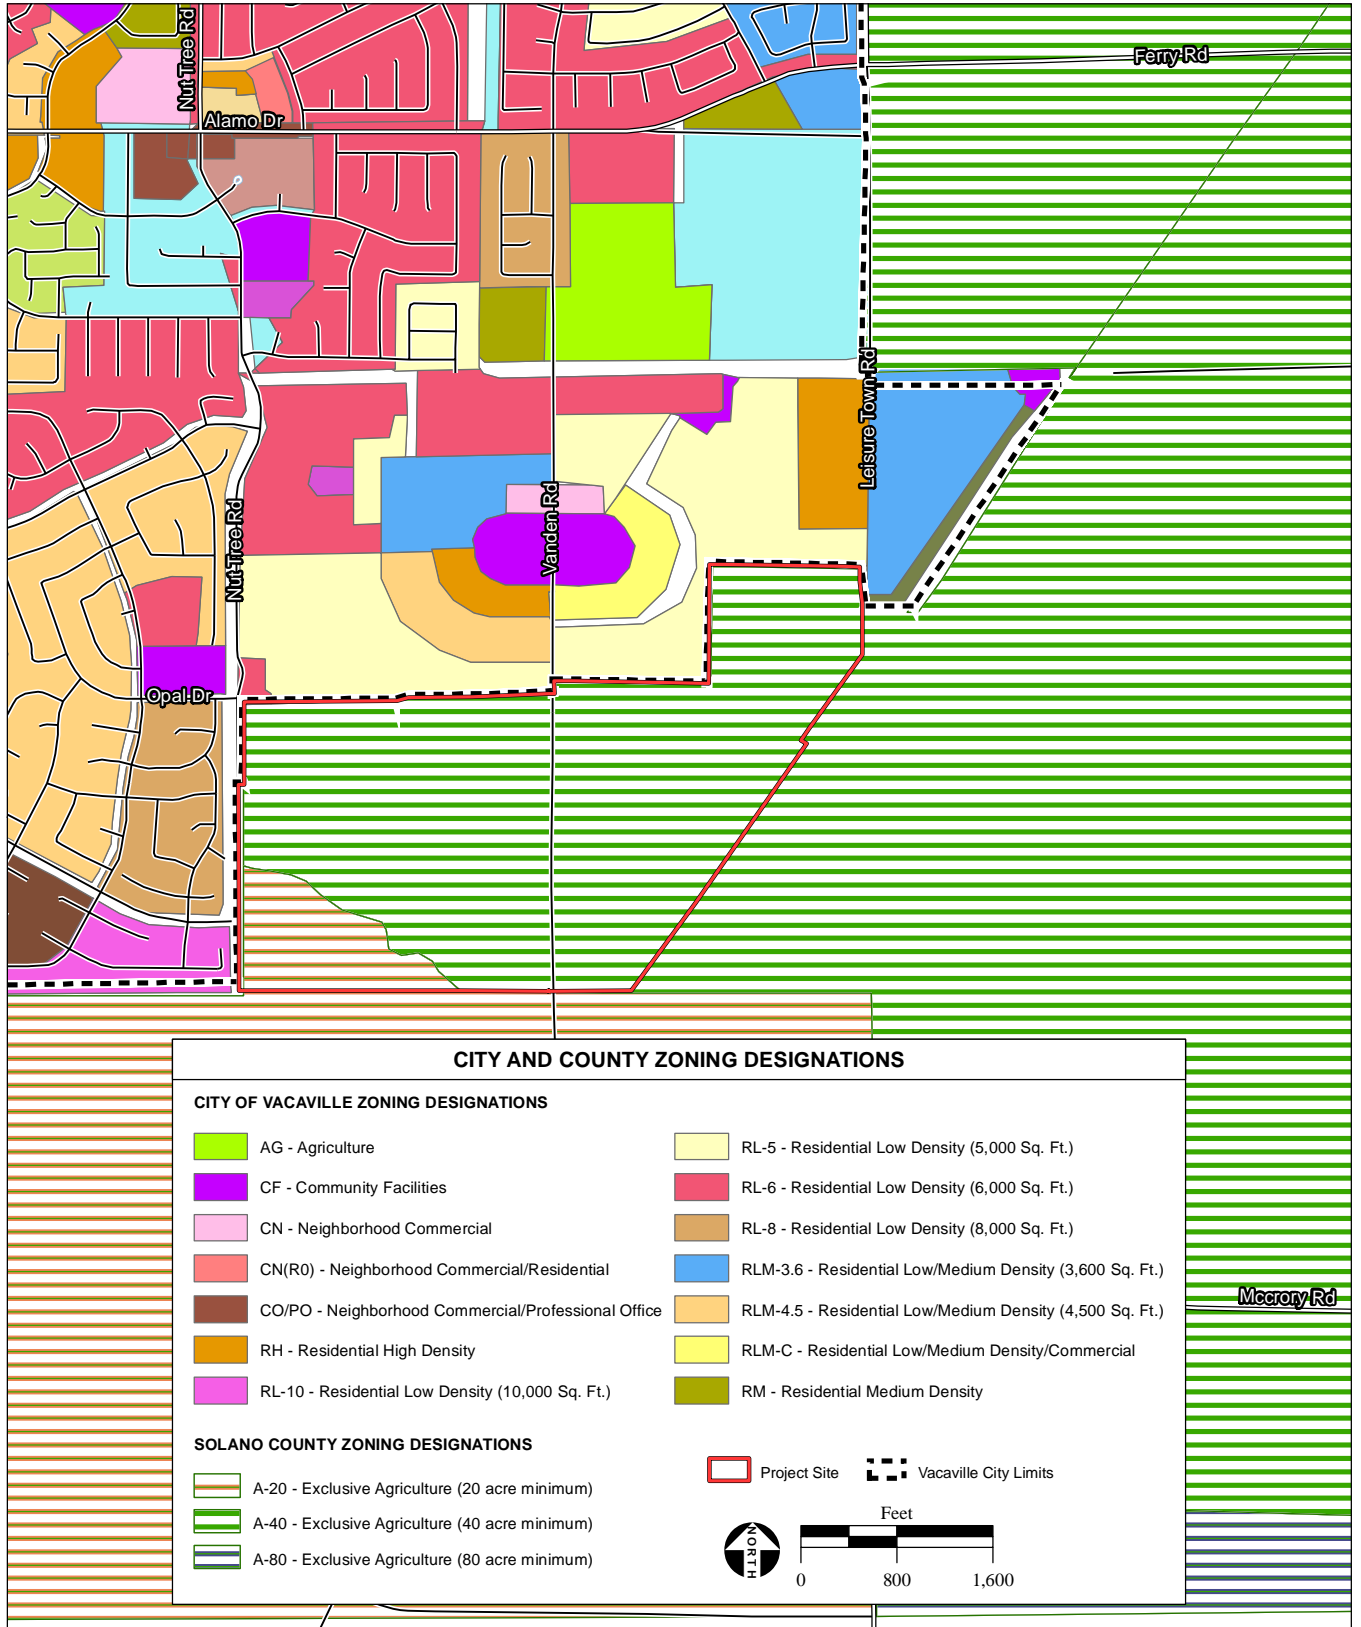 Nut Tree Rd
Ferry Rd
Alamo Dr
Leisure Town Rd
Vanden Rd
Nut Tree Rd
Opal Dr
Mccrory Rd
CITY AND COUNTY ZONING DESIGNATIONS
CITY OF VACAVILLE ZONING DESIGNATIONS
AG - Agriculture
CF - Community Facilities
CN - Neighborhood Commercial
CN(R0) - Neighborhood Commercial/Residential
CO/PO - Neighborhood Commercial/Professional Office
RH - Residential High Density
RL-10 - Residential Low Density (10,000 Sq. Ft.)
RL-5 - Residential Low Density (5,000 Sq. Ft.)
RL-6 - Residential Low Density (6,000 Sq. Ft.)
RL-8 - Residential Low Density (8,000 Sq. Ft.)
RLM-3.6 - Residential Low/Medium Density (3,600 Sq. Ft.)
RLM-4.5 - Residential Low/Medium Density (4,500 Sq. Ft.)
RLM-C - Residential Low/Medium Density/Commercial
RM - Residential Medium Density
SOLANO COUNTY ZONING DESIGNATIONS
A-20 - Exclusive Agriculture (20 acre minimum)
A-40 - Exclusive Agriculture (40 acre minimum)
A-80 - Exclusive Agriculture (80 acre minimum)
Project Site
Vacaville City Limits
NORTH
Feet
0 800 1,600